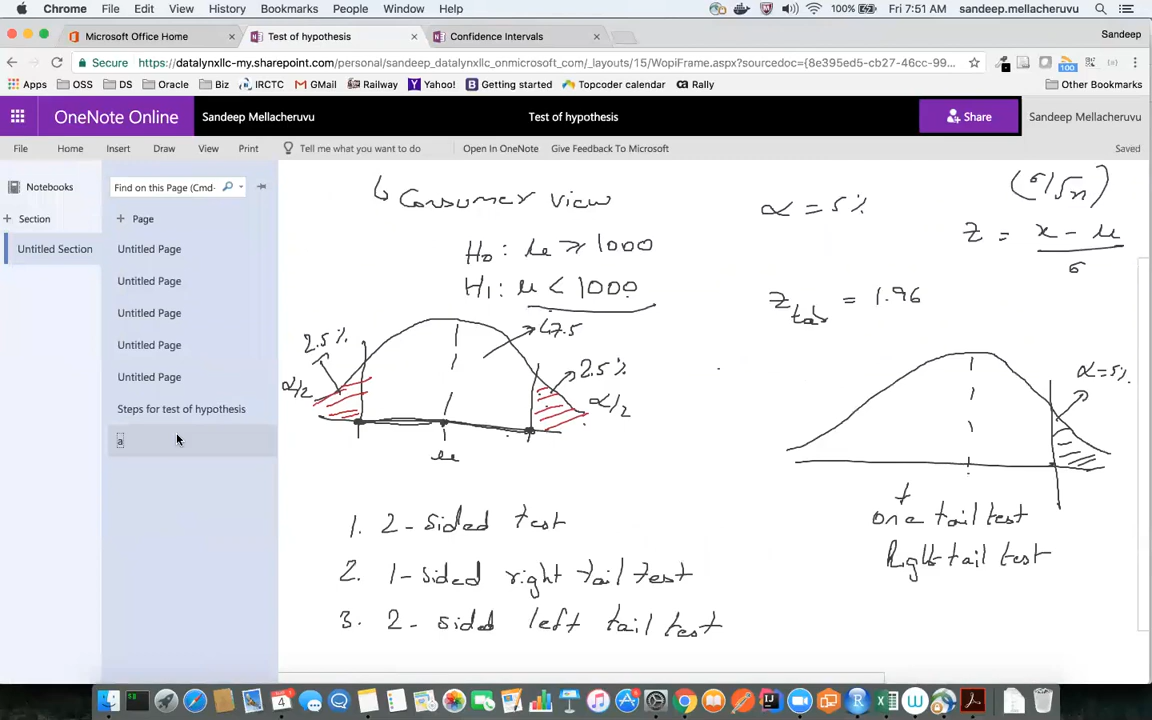 Chrome File Edit View History Bookmarks People Window Help 100% Fri 7:51 AM sandeep.mellacheruvu
Microsoft Office Home Test of hypothesis Confidence Intervals Sandeep
Secure https://datalynxllc-my.sharepoint.com/personal/sandeep_datalynxllc_onmicrosoft_com/_layouts/15/WopiFrame.aspx?sourcedoc={8e395ed5-cb27-46cc-99...
Apps OSS DS Oracle Biz IRCTC GMail Railway Yahoo! Getting started Topcoder calendar Rally 100 Other Bookmarks
OneNote Online Sandeep Mellacheruvu Test of hypothesis Share Sandeep Mellacheruvu
File Home Insert Draw View Print Tell me what you want to do Open In OneNote Give Feedback To Microsoft Saved
Notebooks
Find on this Page (Cmd-
Section
Page
Untitled Section
Untitled Page
Untitled Page
Untitled Page
Untitled Page
Untitled Page
Steps for test of hypothesis
a
↳ Consumer view
H0: μ ≥ 1000
H1: μ < 1000
α = 5%
(σ/√n)
z = x - μ
σ
z tab = 1.96
2.5%
47.5
2.5%
α/2
α/2
μ
α=5%.
1. 2-sided test
2. 1-sided right tail test
3. 2-sided left tail test
one tail test
Right tail test